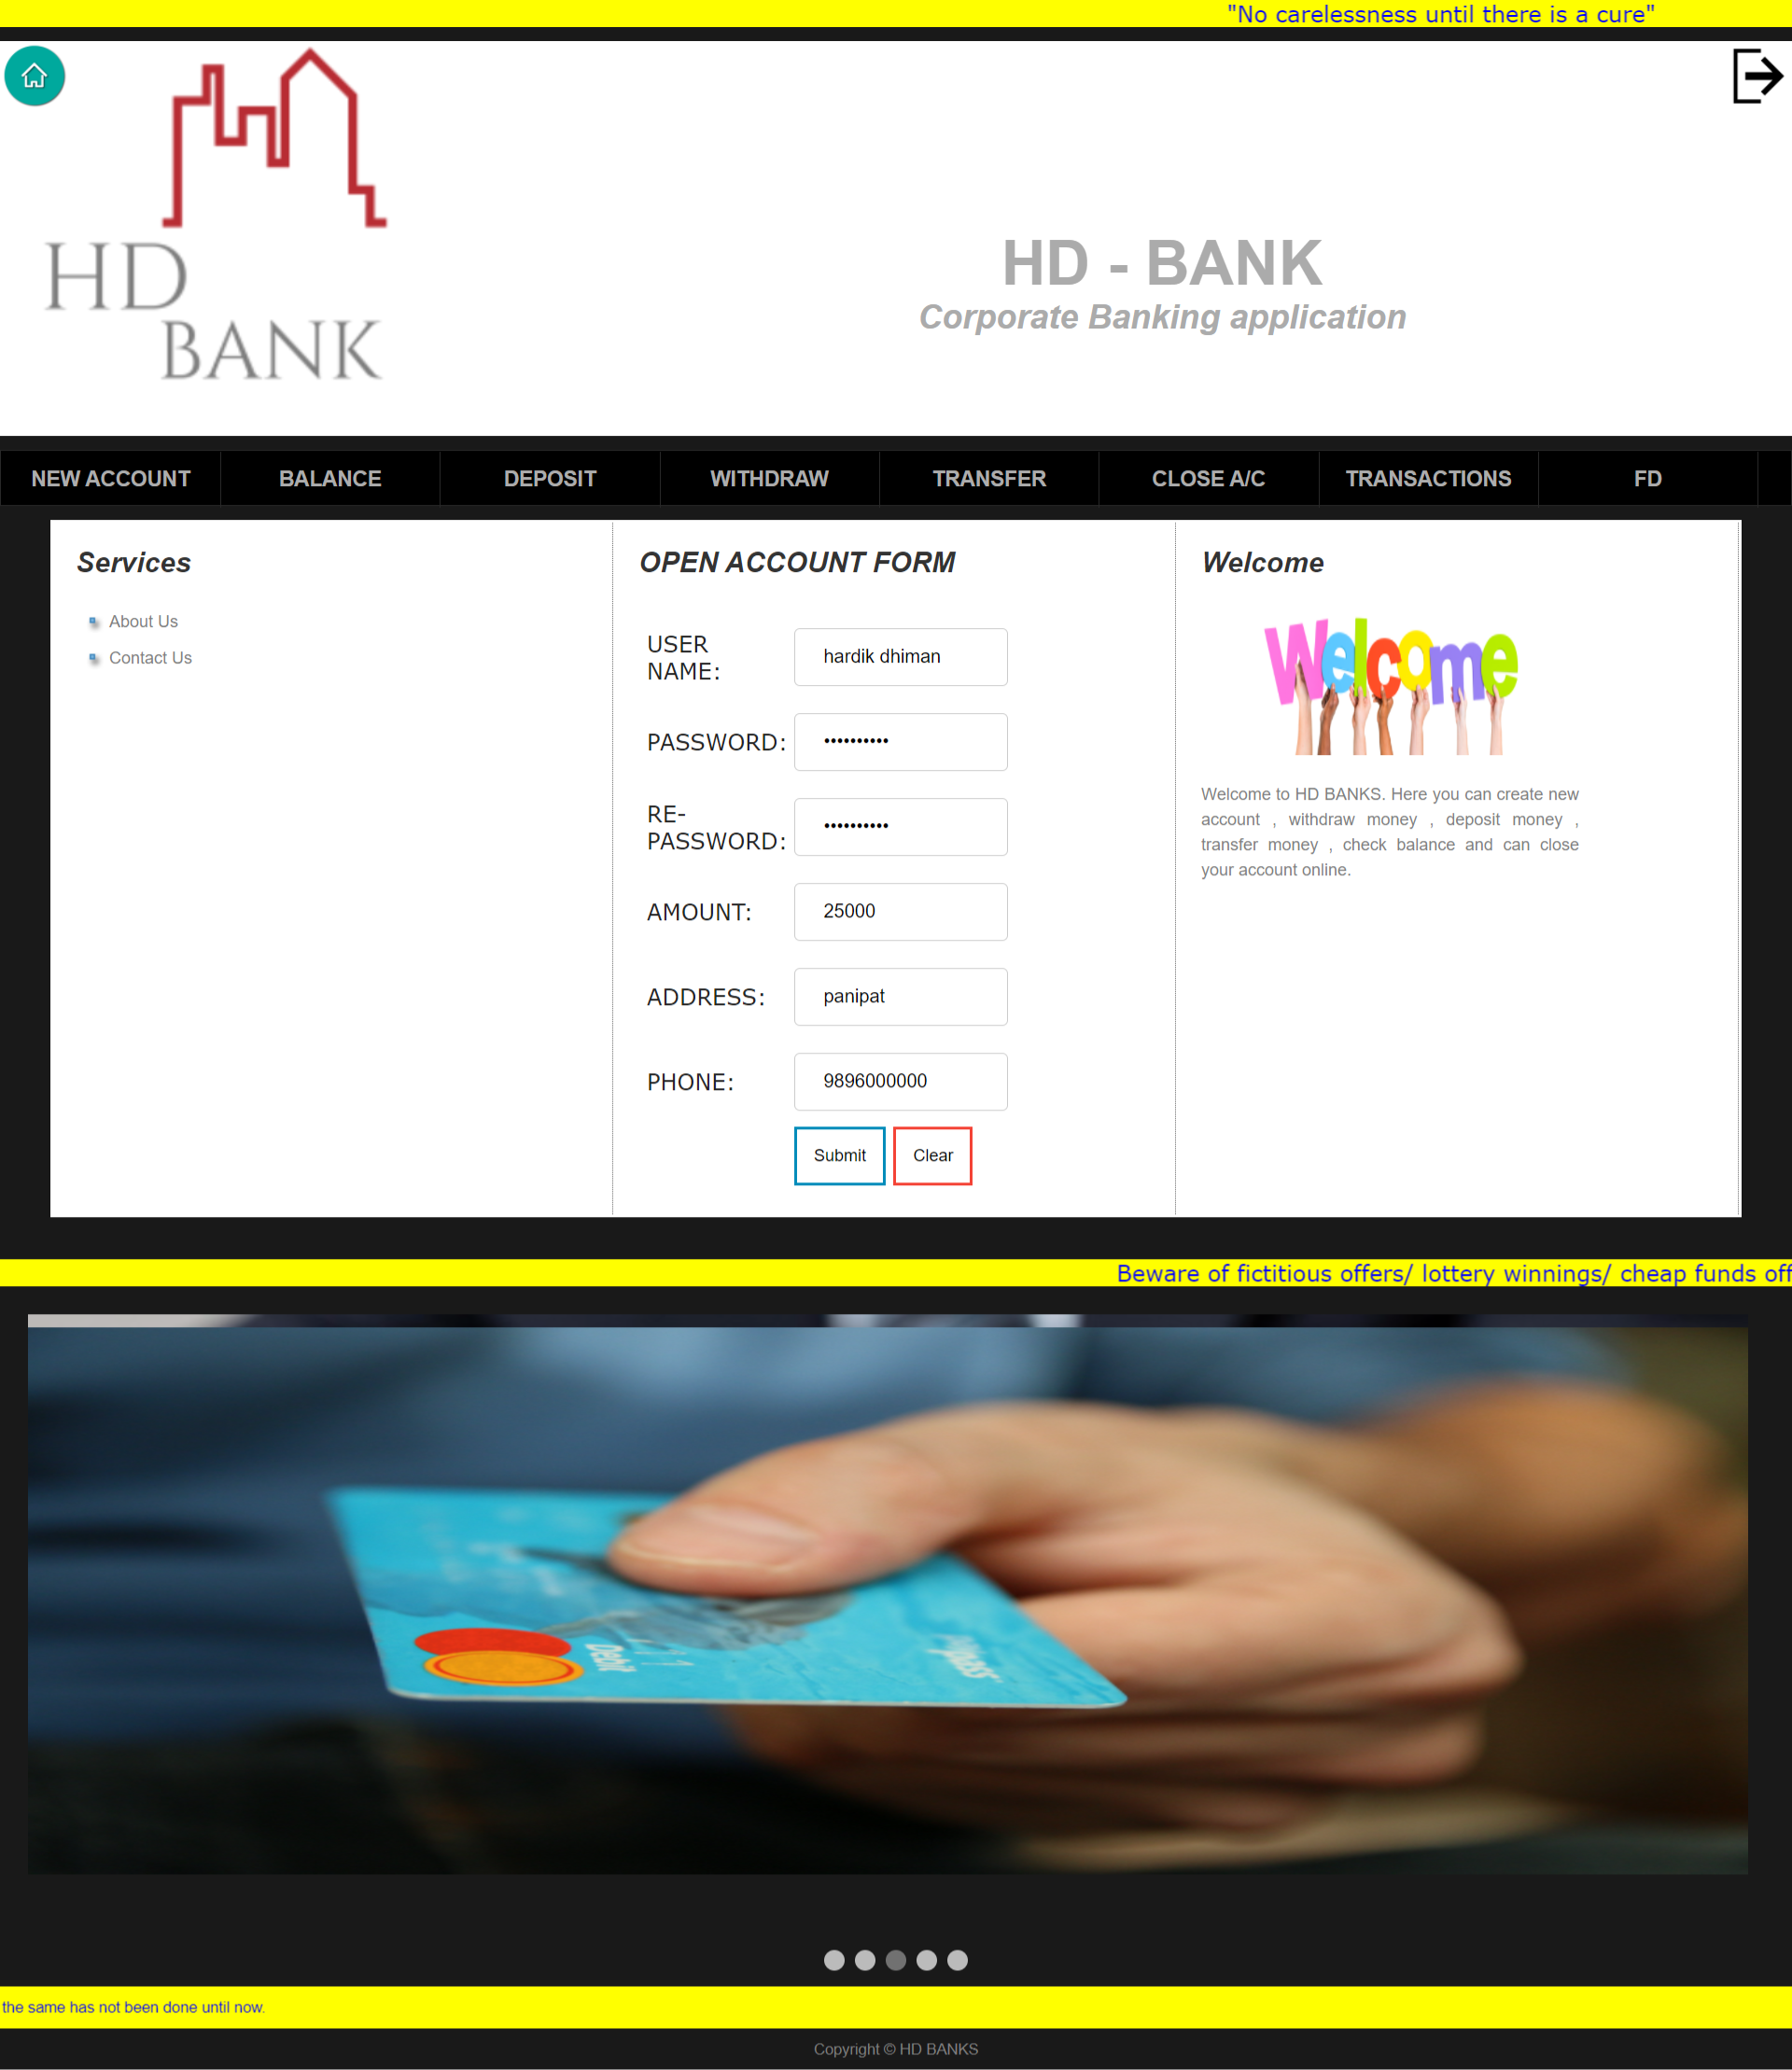 "No carelessness until there is a cure"
HD
BANK
HD - BANK
Corporate Banking application
NEW ACCOUNT BALANCE DEPOSIT WITHDRAW TRANSFER CLOSE A/C TRANSACTIONS FD
Services
About Us
Contact Us
OPEN ACCOUNT FORM
USER
NAME:
hardik dhiman
PASSWORD:
••••••••••
RE-
PASSWORD:
••••••••••
AMOUNT:
25000
ADDRESS:
panipat
PHONE:
9896000000
Submit Clear
Welcome
Welcome
Welcome to HD BANKS. Here you can create new
account , withdraw money , deposit money ,
transfer money , check balance and can close
your account online.
Beware of fictitious offers/ lottery winnings/ cheap funds off
Debit
paypass
the same has not been done until now.
Copyright © HD BANKS